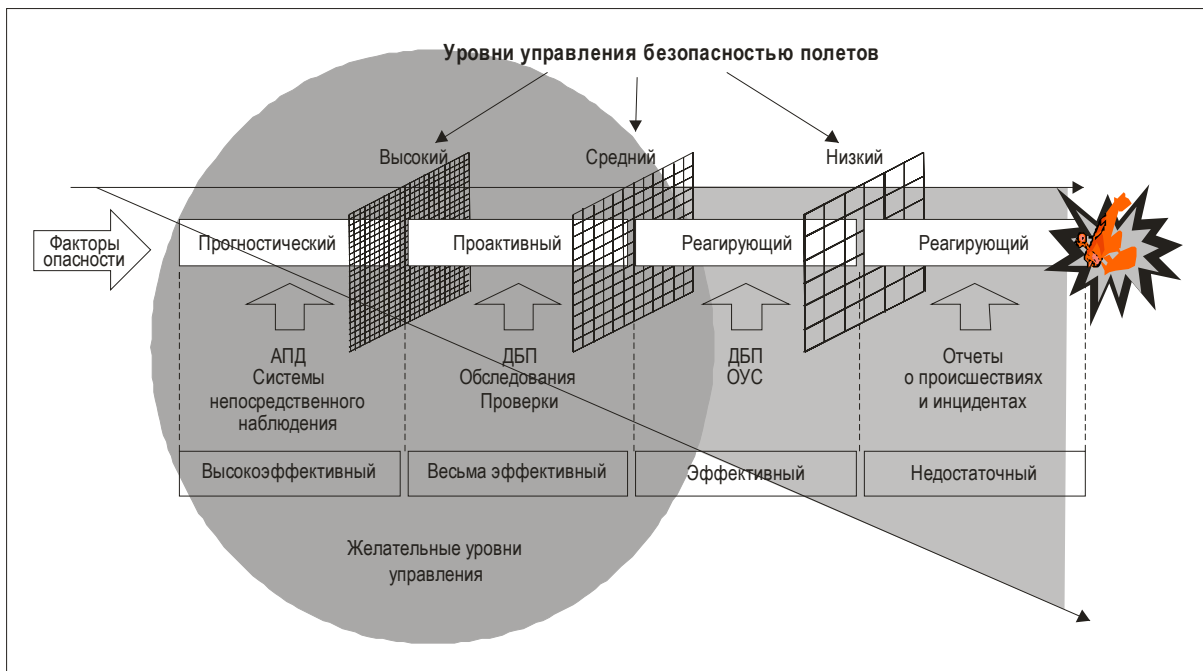 Уровни управления безопасностью полетов
Высокий
Средний
Низкий
Факторы
опасности
Прогностический
Проактивный
Реагирующий
Реагирующий
АПД
Системы
непосредственного
наблюдения
ДБП
Обследования
Проверки
ДБП
ОУС
Отчеты
о происшествиях
и инцидентах
Высокоэффективный
Весьма эффективный
Эффективный
Недостаточный
Желательные уровни
управления